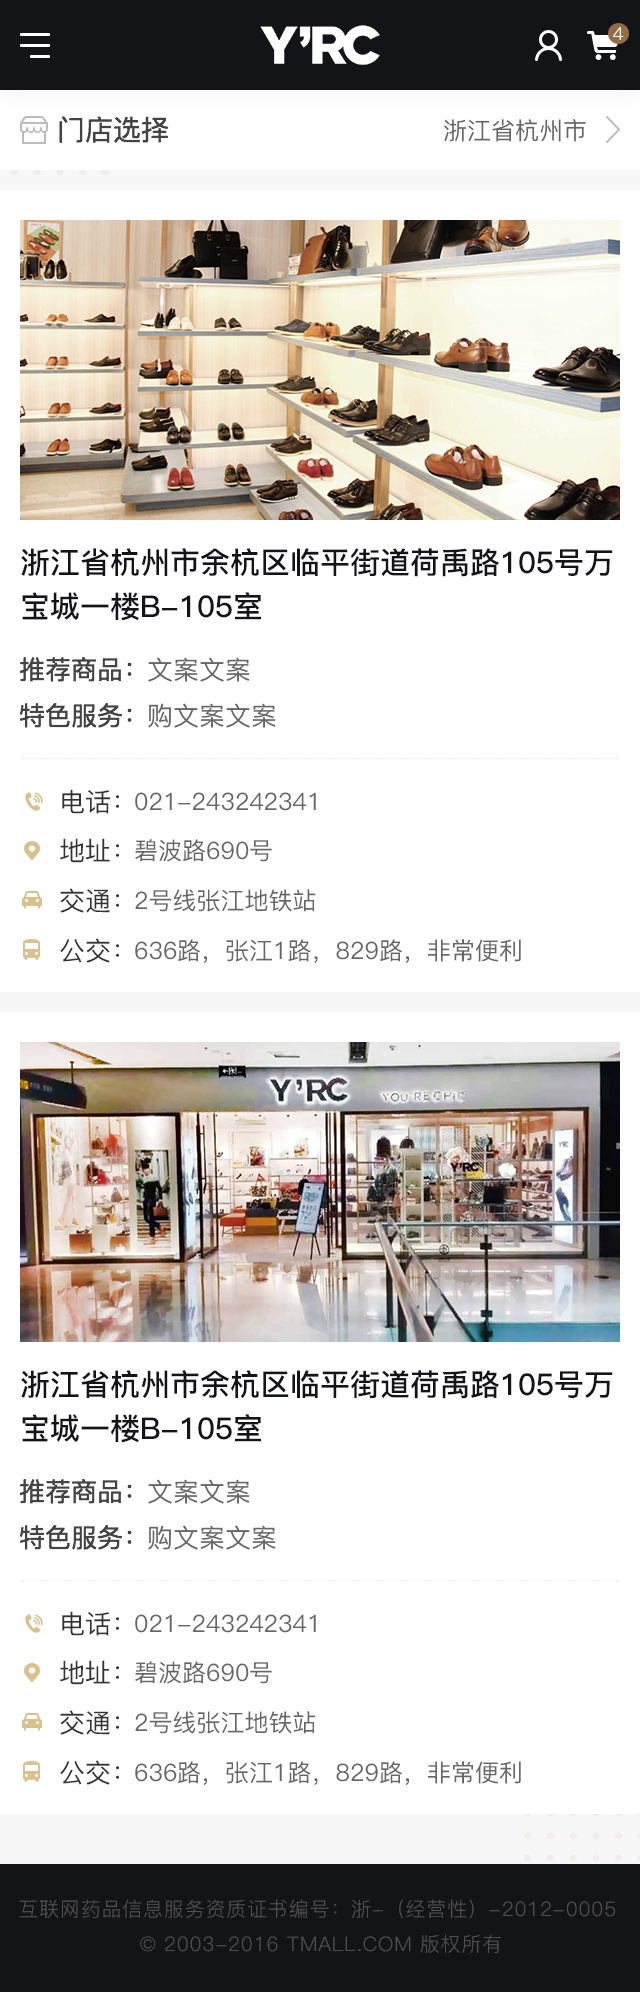 Y'RC
4
门店选择
浙江省杭州市
Y'RC
YOU RECHIC
Y'RC
Y'RC
浙江省杭州市余杭区临平街道荷禹路105号万
宝城一楼B-105室
推荐商品：文案文案
特色服务：购文案文案
电话：021-243242341
地址：碧波路690号
交通：2号线张江地铁站
公交：636路，张江1路，829路，非常便利
浙江省杭州市余杭区临平街道荷禹路105号万
宝城一楼B-105室
推荐商品：文案文案
特色服务：购文案文案
电话：021-243242341
地址：碧波路690号
交通：2号线张江地铁站
公交：636路，张江1路，829路，非常便利
互联网药品信息服务资质证书编号：浙-（经营性）-2012-0005
© 2003-2016 TMALL.COM 版权所有